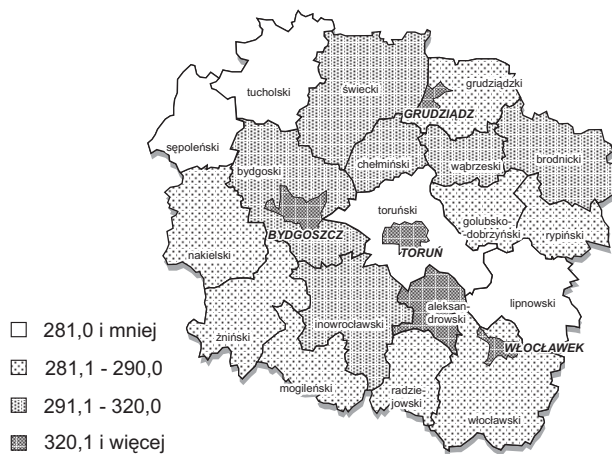 tucholski
świecki
grudziądzki
GRUDZIĄDZ
sępoleński
bydgoski
chełmiński
wąbrzeski
brodnicki
toruński
golubsko-
-dobrzyński
rypiński
BYDGOSZCZ
TORUŃ
nakielski
aleksan-
drowski
lipnowski
inowrocławski
żniński
WŁOCŁAWEK
mogileński
radzie-
jowski
włocławski
281,0 i mniej
281,1 - 290,0
291,1 - 320,0
320,1 i więcej